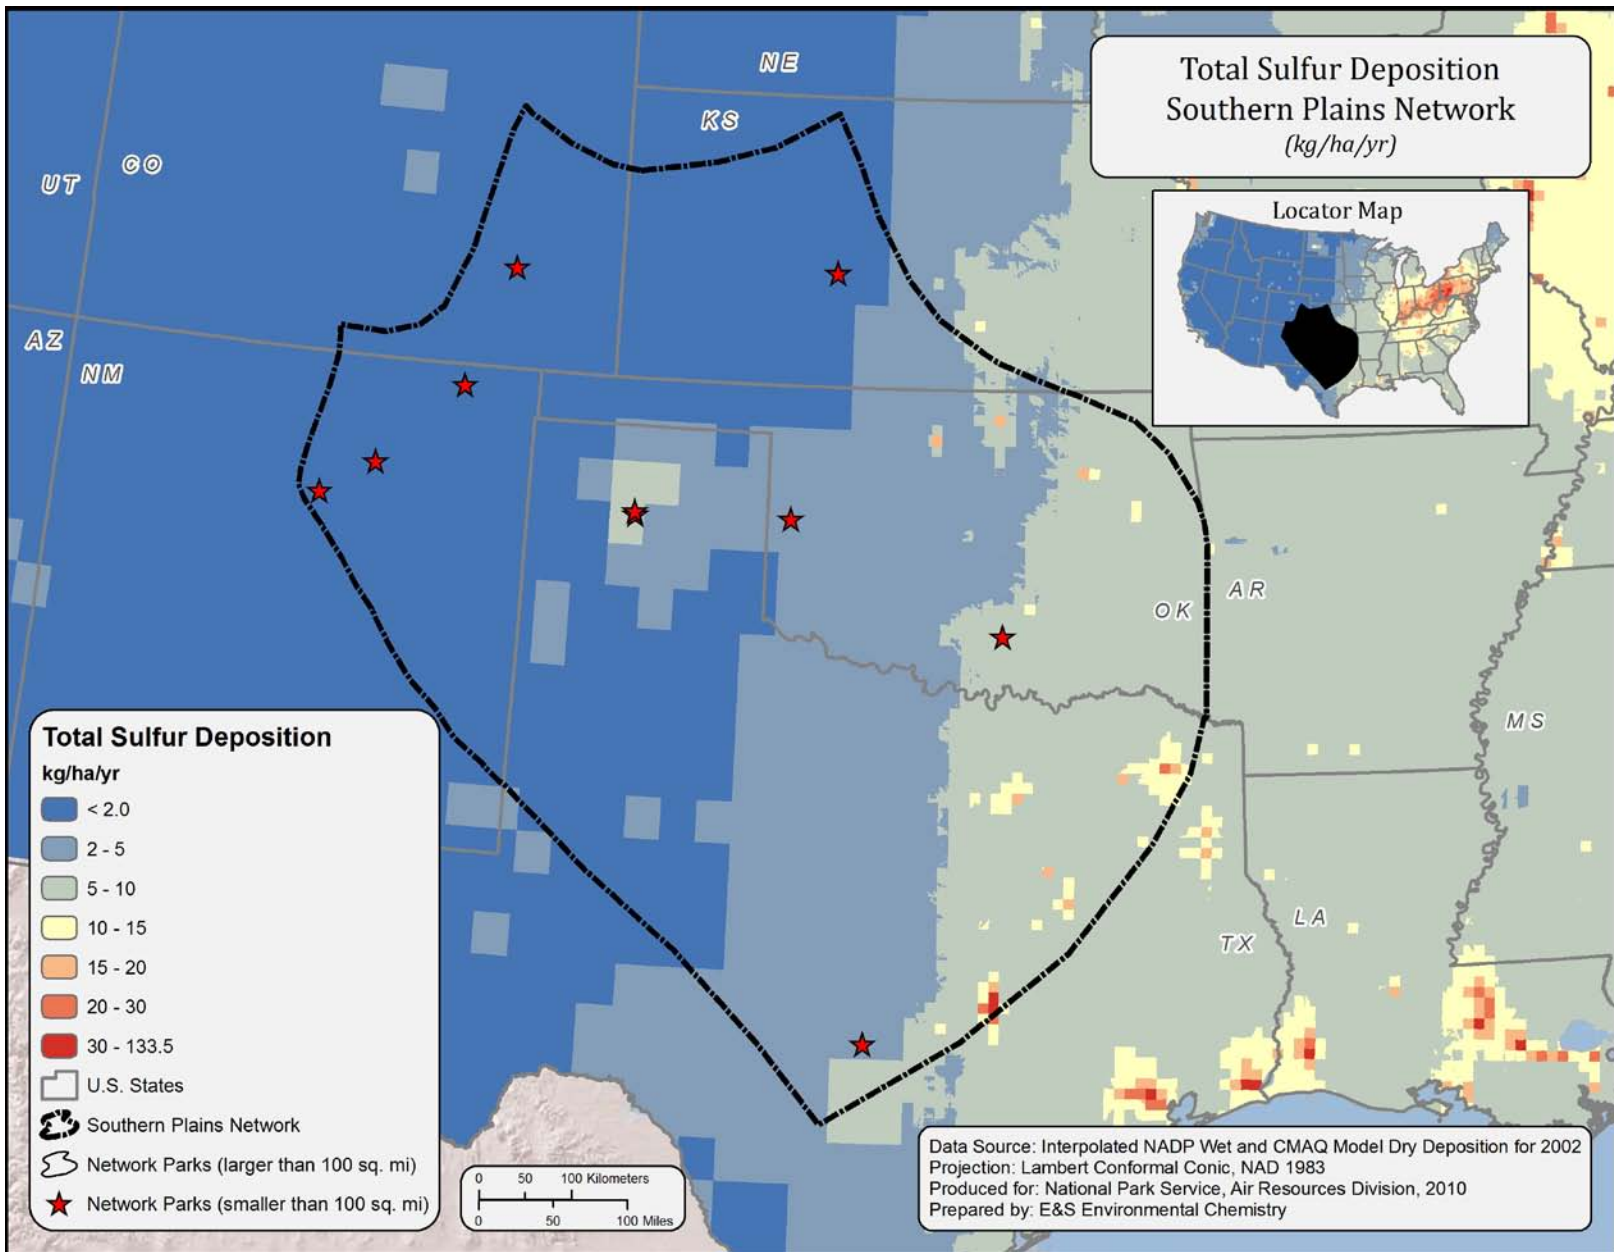 Total Sulfur Deposition
Southern Plains Network
(kg/ha/yr)
Locator Map
NE
KS
CO
UT
AZ
NM
OK
AR
MS
LA
TX
Total Sulfur Deposition
kg/ha/yr
< 2.0
2 - 5
5 - 10
10 - 15
15 - 20
20 - 30
30 - 133.5
U.S. States
Southern Plains Network
Network Parks (larger than 100 sq. mi)
Network Parks (smaller than 100 sq. mi)
0 50 100 Kilometers
0 50 100 Miles
Data Source: Interpolated NADP Wet and CMAQ Model Dry Deposition for 2002
Projection: Lambert Conformal Conic, NAD 1983
Produced for: National Park Service, Air Resources Division, 2010
Prepared by: E&S Environmental Chemistry